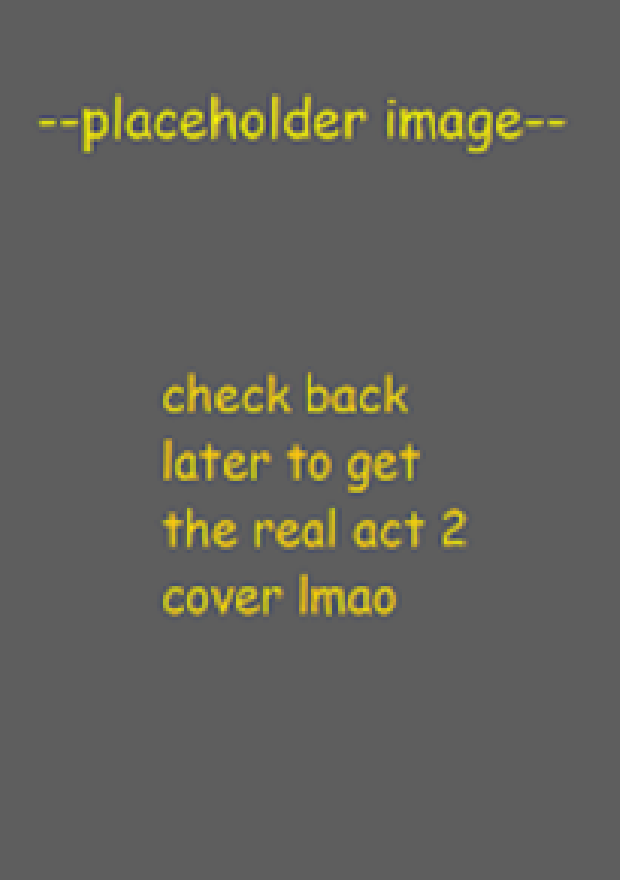 --placeholder image--
check back
later to get
the real act 2
cover lmao